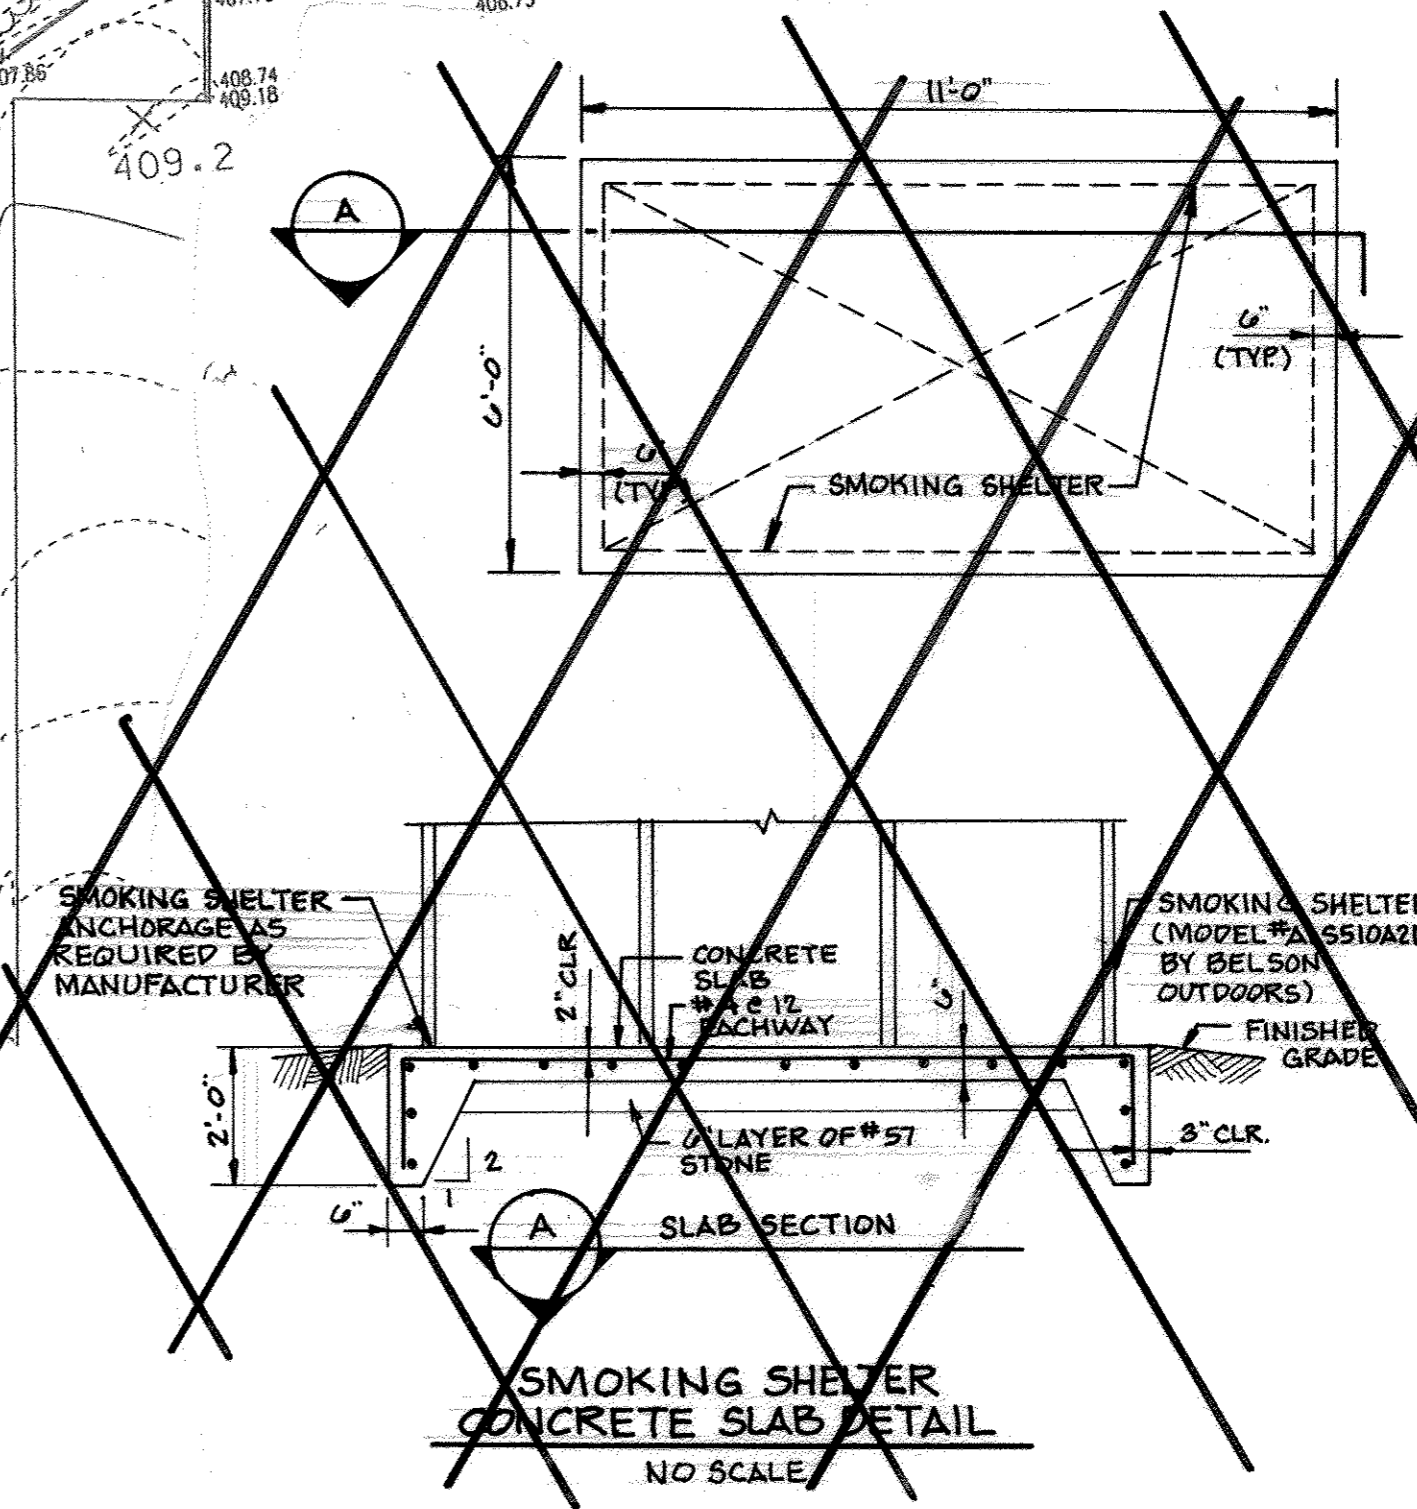 406.75
408.74
409.18
409.2
11'-0"
A
6"
(TYP.)
6'-0"
SMOKING SHELTER
SMOKING SHELTER
ANCHORAGE AS
REQUIRED BY
MANUFACTURER
2" CLR
CONCRETE
SLAB
#4 @ 12
EACHWAY
6"
SMOKING SHELTER
(MODEL
BY BELSON
OUTDOORS)
FINISHED
GRADE
2'-0"
6" LAYER OF #57
STONE
3" CLR.
2
1
6"
A
SLAB SECTION
SMOKING SHELTER
CONCRETE SLAB DETAIL
NO SCALE